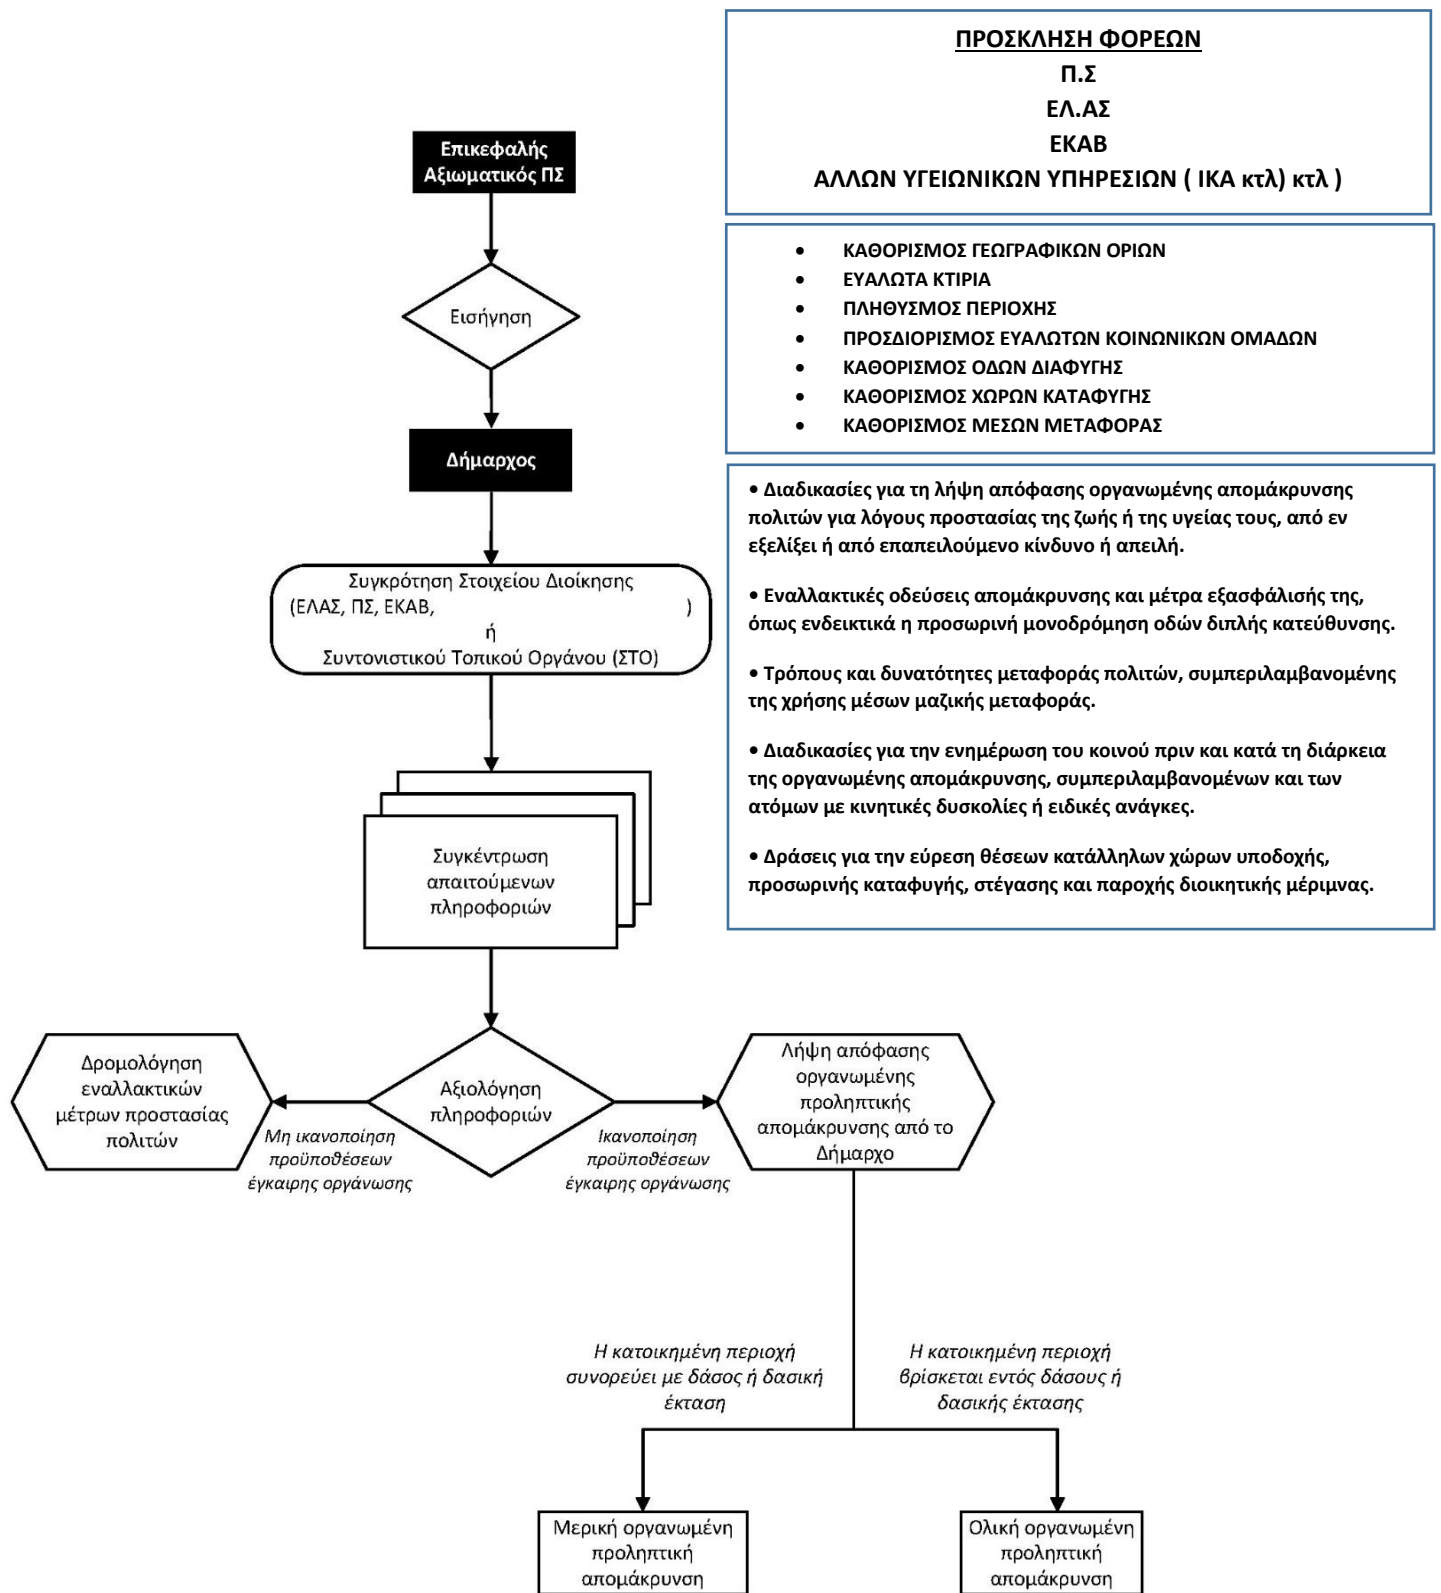 ΠΡΟΣΚΛΗΣΗ ΦΟΡΕΩΝ
Π.Σ
ΕΛ.ΑΣ
ΕΚΑΒ
ΑΛΛΩΝ ΥΓΕΙΩΝΙΚΩΝ ΥΠΗΡΕΣΙΩΝ ( ΙΚΑ κτλ) κτλ )
• ΚΑΘΟΡΙΣΜΟΣ ΓΕΩΓΡΑΦΙΚΩΝ ΟΡΙΩΝ
• ΕΥΑΛΩΤΑ ΚΤΙΡΙΑ
• ΠΛΗΘΥΣΜΟΣ ΠΕΡΙΟΧΗΣ
• ΠΡΟΣΔΙΟΡΙΣΜΟΣ ΕΥΑΛΩΤΩΝ ΚΟΙΝΩΝΙΚΩΝ ΟΜΑΔΩΝ
• ΚΑΘΟΡΙΣΜΟΣ ΟΔΩΝ ΔΙΑΦΥΓΗΣ
• ΚΑΘΟΡΙΣΜΟΣ ΧΩΡΩΝ ΚΑΤΑΦΥΓΗΣ
• ΚΑΘΟΡΙΣΜΟΣ ΜΕΣΩΝ ΜΕΤΑΦΟΡΑΣ
• Διαδικασίες για τη λήψη απόφασης οργανωμένης απομάκρυνσης
πολιτών για λόγους προστασίας της ζωής ή της υγείας τους, από εν
εξελίξει ή από επαπειλούμενο κίνδυνο ή απειλή.
• Εναλλακτικές οδεύσεις απομάκρυνσης και μέτρα εξασφάλισής της,
όπως ενδεικτικά η προσωρινή μονοδρόμηση οδών διπλής κατεύθυνσης.
• Τρόπους και δυνατότητες μεταφοράς πολιτών, συμπεριλαμβανομένης
της χρήσης μέσων μαζικής μεταφοράς.
• Διαδικασίες για την ενημέρωση του κοινού πριν και κατά τη διάρκεια
της οργανωμένης απομάκρυνσης, συμπεριλαμβανομένων και των
ατόμων με κινητικές δυσκολίες ή ειδικές ανάγκες.
• Δράσεις για την εύρεση θέσεων κατάλληλων χώρων υποδοχής,
προσωρινής καταφυγής, στέγασης και παροχής διοικητικής μέριμνας.
Επικεφαλής
Αξιωματικός ΠΣ
Εισήγηση
Δήμαρχος
Συγκρότηση Στοιχείου Διοίκησης
(ΕΛΑΣ, ΠΣ, ΕΚΑΒ, )
ή
Συντονιστικού Τοπικού Οργάνου (ΣΤΟ)
Συγκέντρωση
απαιτούμενων
πληροφοριών
Αξιολόγηση
πληροφοριών
Δρομολόγηση
εναλλακτικών
μέτρων προστασίας
πολιτών
Μη ικανοποίηση
προϋποθέσεων
έγκαιρης οργάνωσης
Ικανοποίηση
προϋποθέσεων
έγκαιρης οργάνωσης
Λήψη απόφασης
οργανωμένης
προληπτικής
απομάκρυνσης από το
Δήμαρχο
Η κατοικημένη περιοχή
συνορεύει με δάσος ή δασική
έκταση
Η κατοικημένη περιοχή
βρίσκεται εντός δάσους ή
δασικής έκτασης
Μερική οργανωμένη
προληπτική
απομάκρυνση
Ολική οργανωμένη
προληπτική
απομάκρυνση